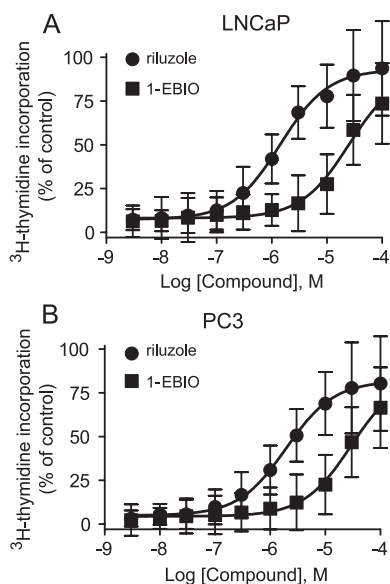 A
LNCaP
riluzole
1-EBIO
³H-thymidine incorporation
(% of control)
100
75
50
25
0
-9 -8 -7 -6 -5 -4
Log [Compound], M
B
PC3
riluzole
1-EBIO
³H-thymidine incorporation
(% of control)
100
75
50
25
0
-9 -8 -7 -6 -5 -4
Log [Compound], M